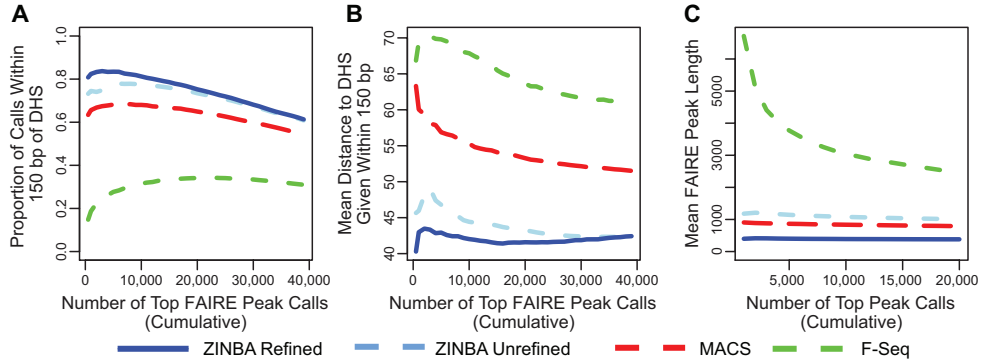 A
Proportion of Calls Within
150 bp of DHS
1.0
0.8
0.6
0.4
0.2
0.0
0
10,000
20,000
30,000
40,000
Number of Top FAIRE Peak Calls
(Cumulative)
B
Mean Distance to DHS
Given Within 150 bp
70
65
60
55
50
45
40
0
10,000
20,000
30,000
40,000
Number of Top FAIRE Peak Calls
(Cumulative)
C
Mean FAIRE Peak Length
5000
3000
1000
0
5,000
10,000
15,000
20,000
Number of Top Peak Calls
(Cumulative)
ZINBA Refined
ZINBA Unrefined
MACS
F-Seq